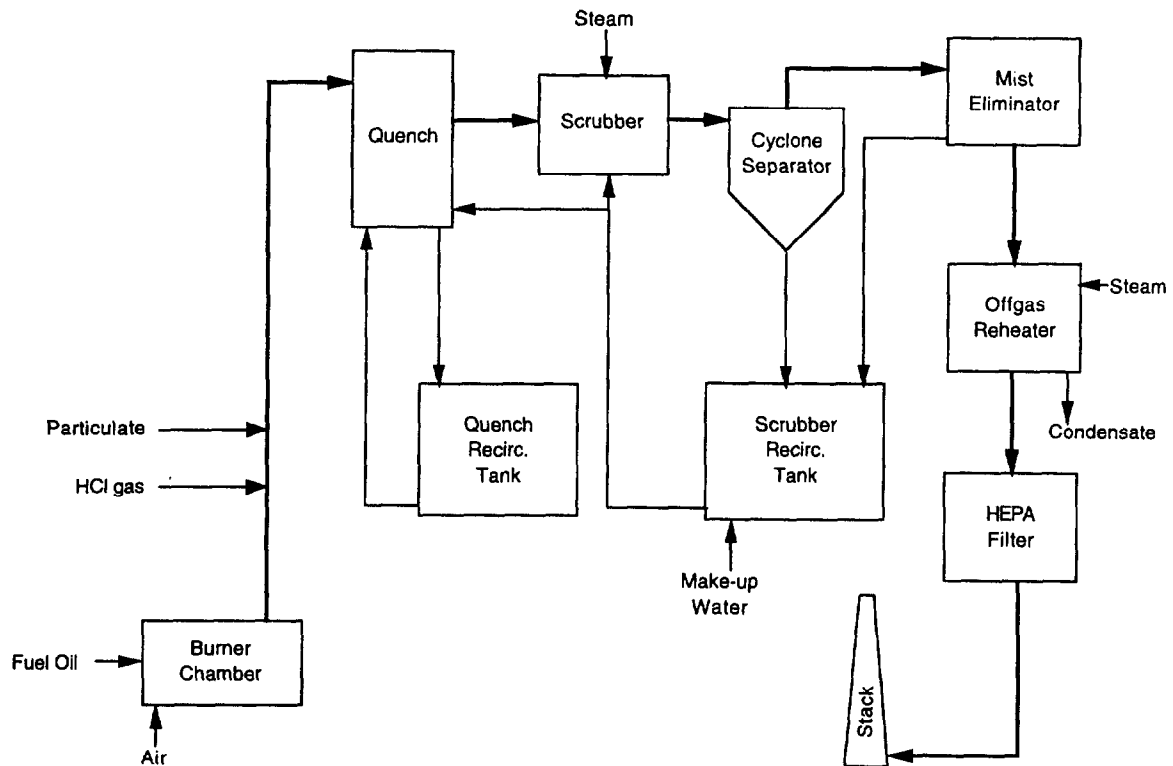 Steam
Quench
Scrubber
Cyclone
Separator
Mist
Eliminator
Offgas
Reheater
Steam
Condensate
Particulate
HCl gas
Quench
Recirc.
Tank
Scrubber
Recirc.
Tank
HEPA
Filter
Make-up
Water
Fuel Oil
Burner
Chamber
Air
Stack